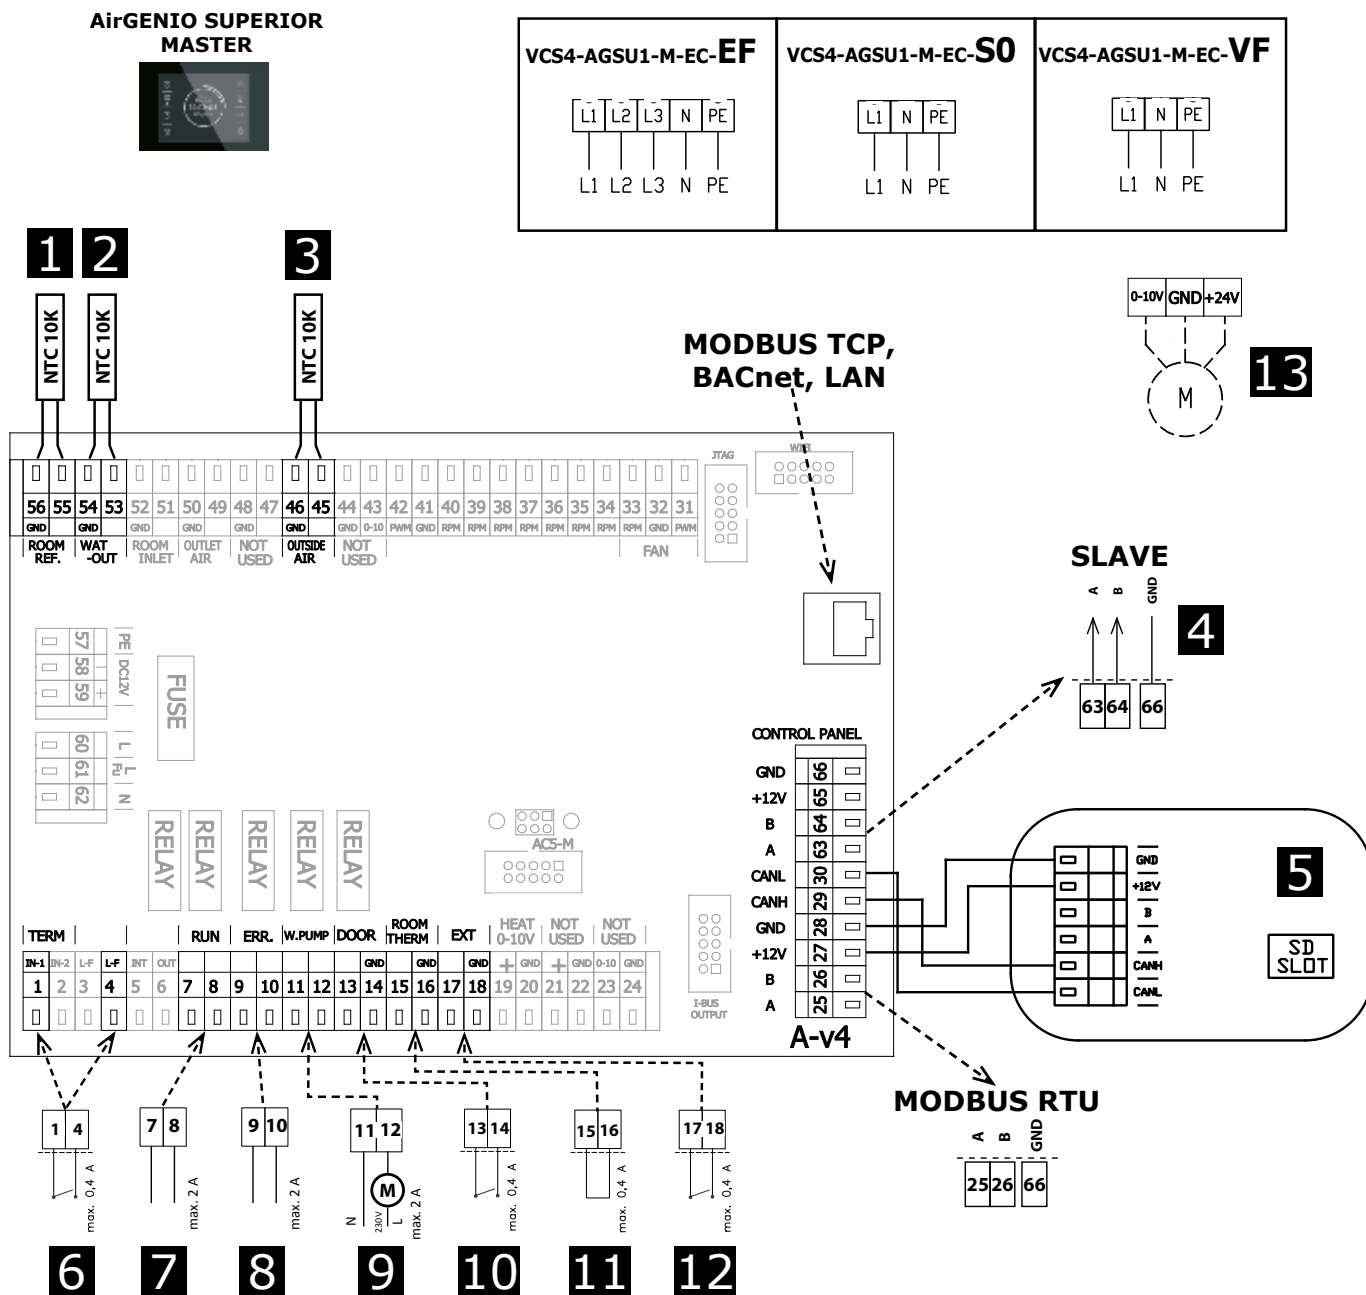 AirGENIO SUPERIOR
MASTER
VCS4-AGSU1-M-EC-EF
L1 L2 L3 N PE
L1 L2 L3 N PE
VCS4-AGSU1-M-EC-S0
L1 N PE
L1 N PE
VCS4-AGSU1-M-EC-VF
L1 N PE
L1 N PE
1 2 3
NTC 10K NTC 10K NTC 10K
0-10V GND +24V
M
13
MODBUS TCP,
BACnet, LAN
JTAG
WIFI
56 55 54 53 52 51 50 49 48 47 46 45 44 43 42 41 40 39 38 37 36 35 34 33 32 31
GND GND GND GND GND GND GND 0-10 PWM GND RPM RPM RPM RPM RPM RPM RPM RPM GND PWM
ROOM WAT ROOM OUTLET NOT OUTSIDE NOT FAN
REF. -OUT INLET AIR USED AIR USED
SLAVE
A B GND
4
63 64 66
57 PE
58 - DC12V
59 +
60 L
61 L Fu
62 N
FUSE
CONTROL PANEL
GND 66
+12V 65
B 64
A 63
CANL 30
CANH 29
GND 28
+12V 27
B 26
A 25
A-v4
GND
+12V
B
A
CANH
CANL
5
SD
SLOT
RELAY RELAY RELAY RELAY RELAY
AC5-M
I-BUS
OUTPUT
TERM RUN ERR. W.PUMP DOOR ROOM THERM EXT HEAT 0-10V NOT USED NOT USED
IN-1 IN-2 L-F L-F INT OUT GND GND GND + GND + GND 0-10 GND
1 2 3 4 5 6 7 8 9 10 11 12 13 14 15 16 17 18 19 20 21 22 23 24
MODBUS RTU
A B GND
25 26 66
1 4
max. 0,4 A
7 8
max. 2 A
9 10
max. 2 A
11 12
M
N 230V L
max. 2 A
13 14
max. 0,4 A
15 16
max. 0,4 A
17 18
max. 0,4 A
6 7 8 9 10 11 12